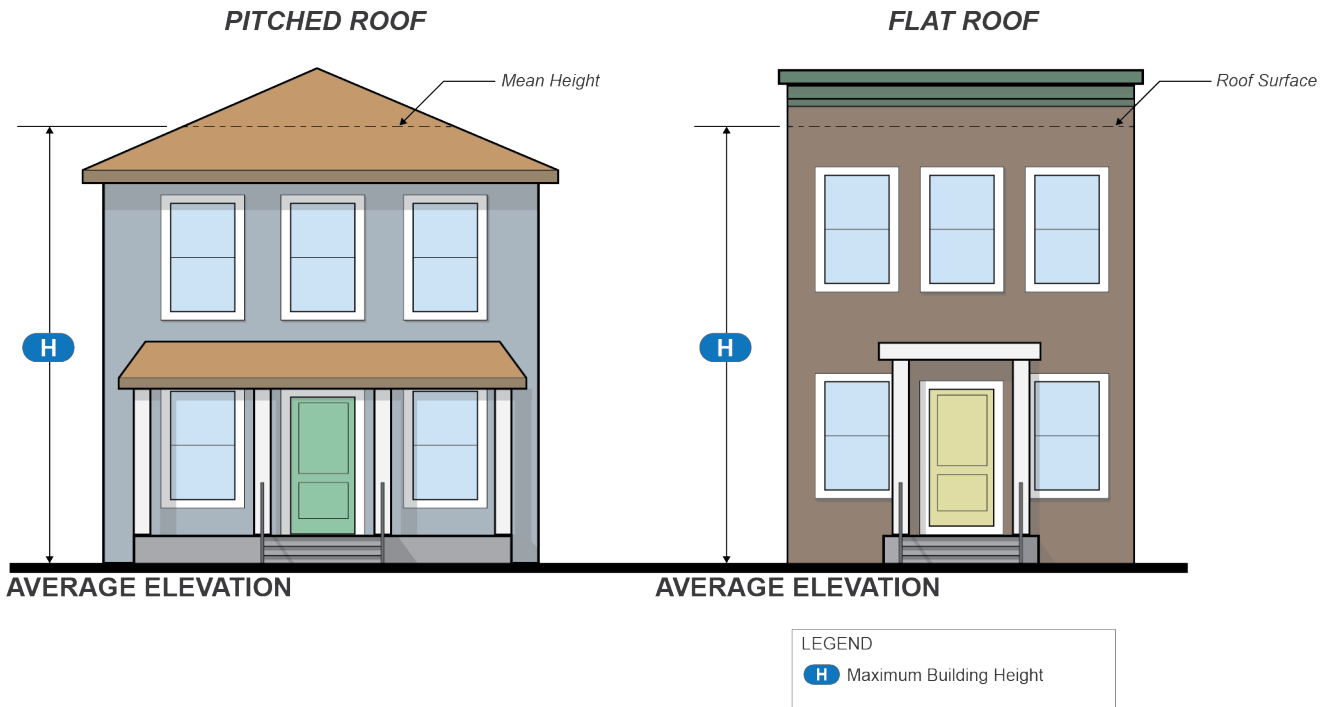 PITCHED ROOF
FLAT ROOF
Mean Height
Roof Surface
H
H
AVERAGE ELEVATION
AVERAGE ELEVATION
LEGEND
H Maximum Building Height